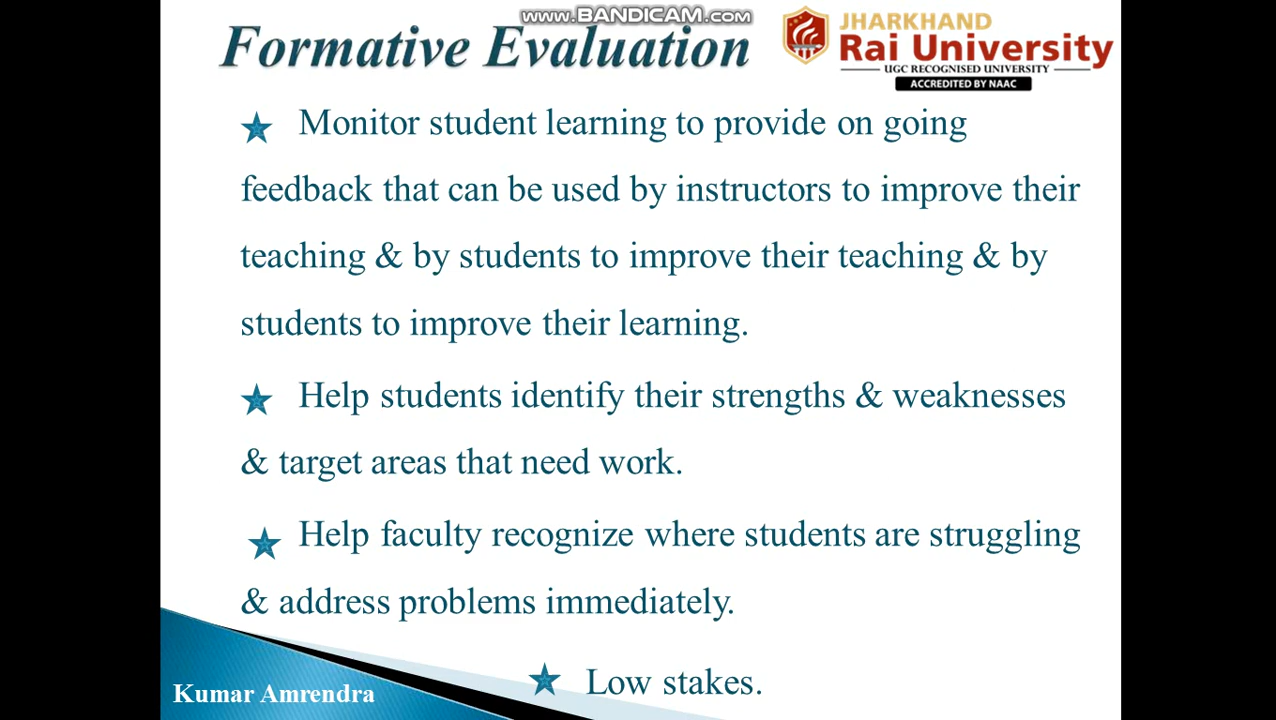 www.BANDICAM.com
Formative Evaluation
JHARKHAND
Rai University
UGC RECOGNISED UNIVERSITY
ACCREDITED BY NAAC
Monitor student learning to provide on going
feedback that can be used by instructors to improve their
teaching & by students to improve their teaching & by
students to improve their learning.
Help students identify their strengths & weaknesses
& target areas that need work.
Help faculty recognize where students are struggling
& address problems immediately.
Low stakes.
Kumar Amrendra